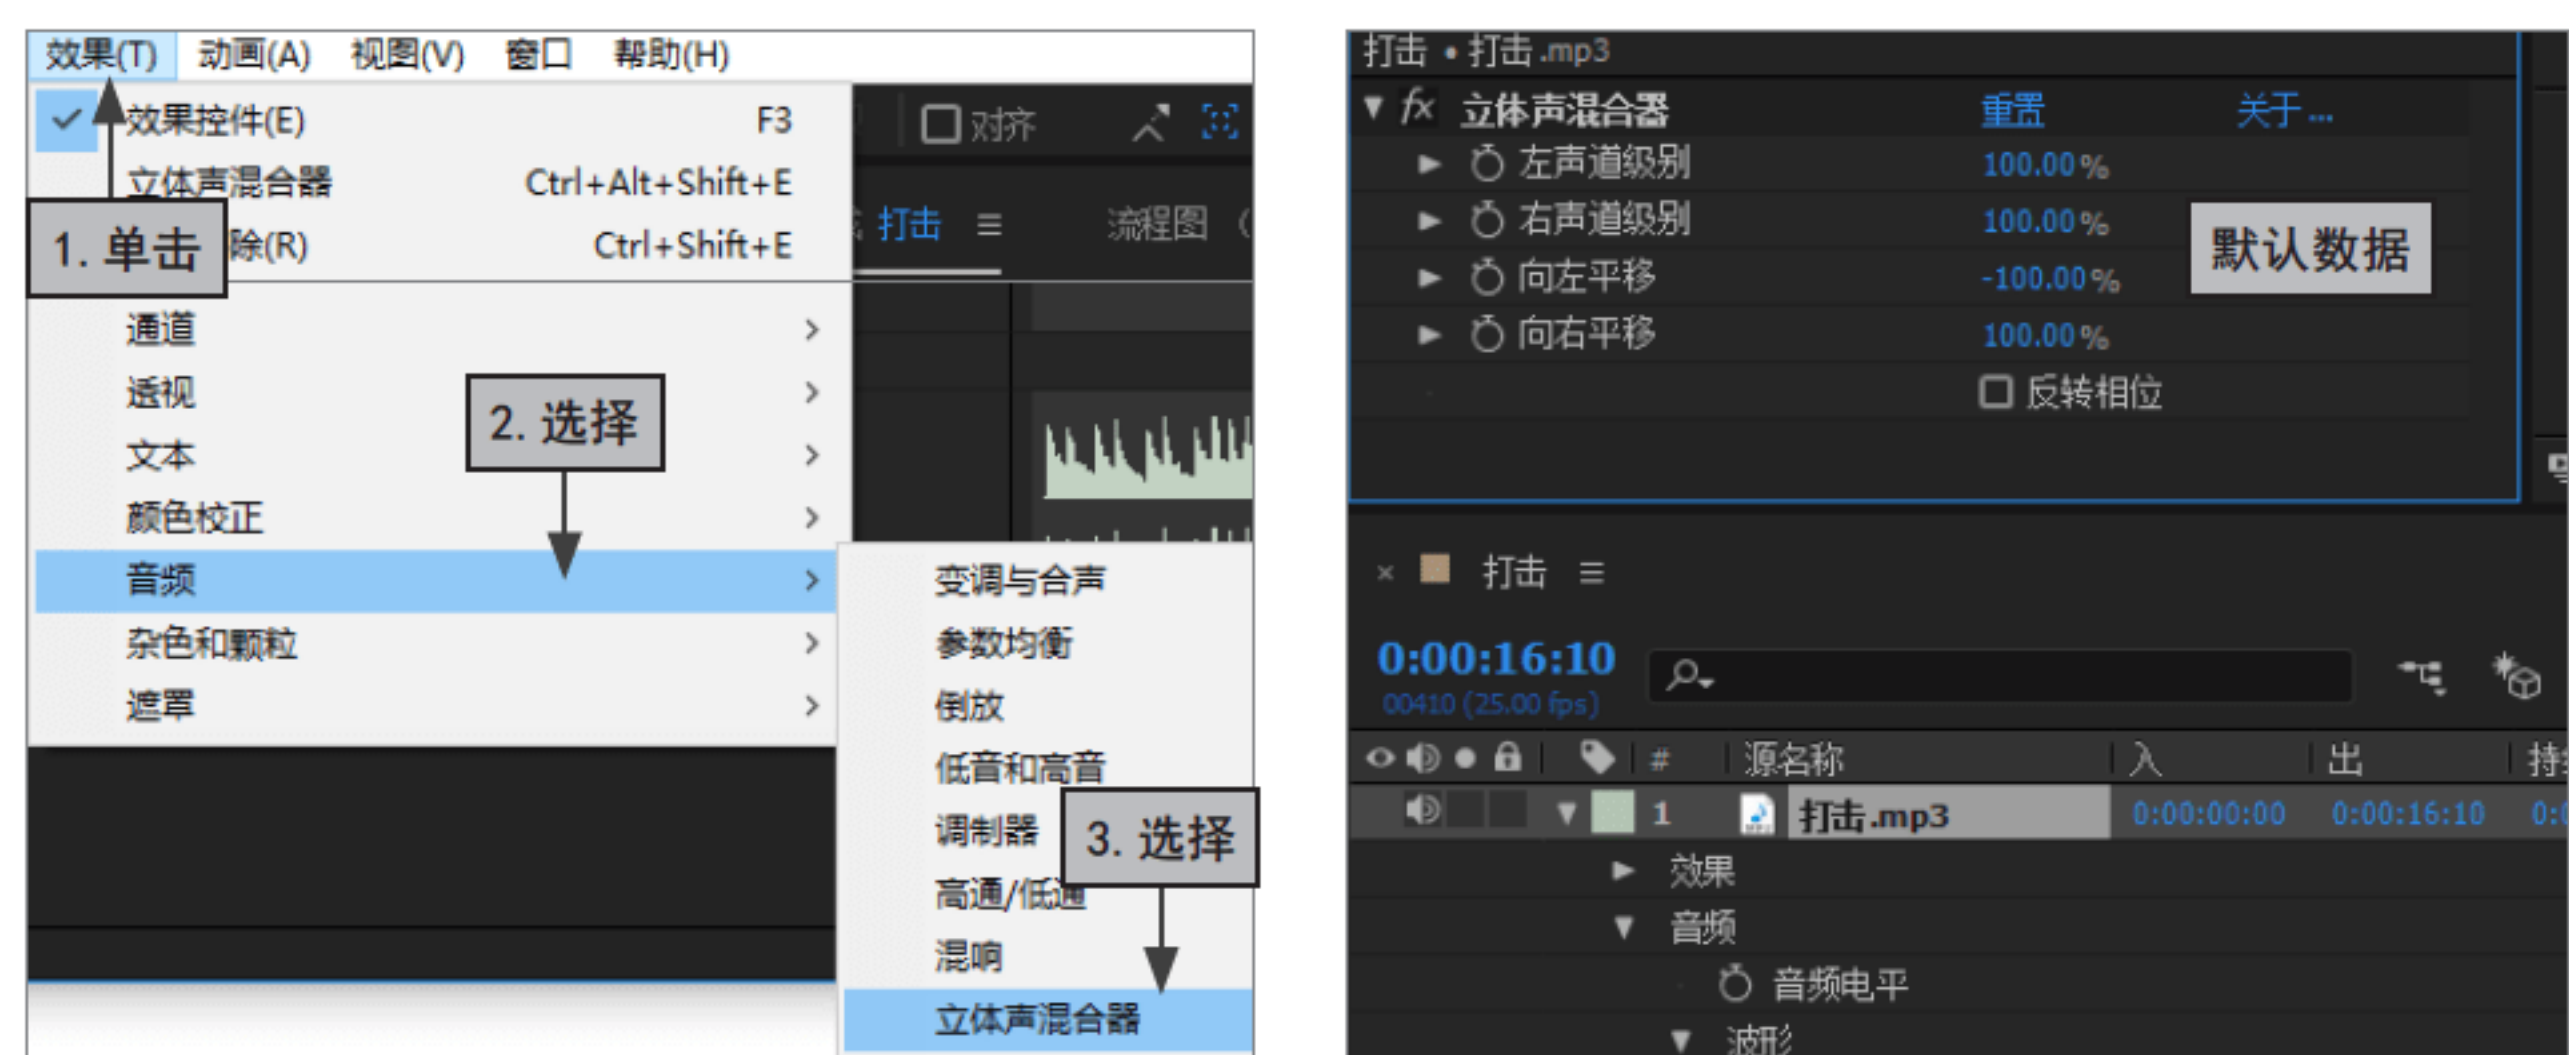 效果(T) 动画(A) 视图(V) 窗口 帮助(H)
效果控件(E) F3
立体声混合器 Ctrl+Alt+Shift+E
除(R) Ctrl+Shift+E
1. 单击
通道
透视
2. 选择
文本
颜色校正
音频
杂色和颗粒
遮罩
对齐
打击 流程图
变调与合声
参数均衡
倒放
低音和高音
调制器
3. 选择
高通/低通
混响
立体声混合器
打击 • 打击.mp3
fx 立体声混合器 重置 关于...
左声道级别 100.00%
右声道级别 100.00%
默认数据
向左平移 -100.00%
向右平移 100.00%
反转相位
× 打击
0:00:16:10
00410 (25.00 fps)
# 源名称 入 出
1 打击.mp3 0:00:00:00 0:00:16:10
效果
音频
音频电平
波形